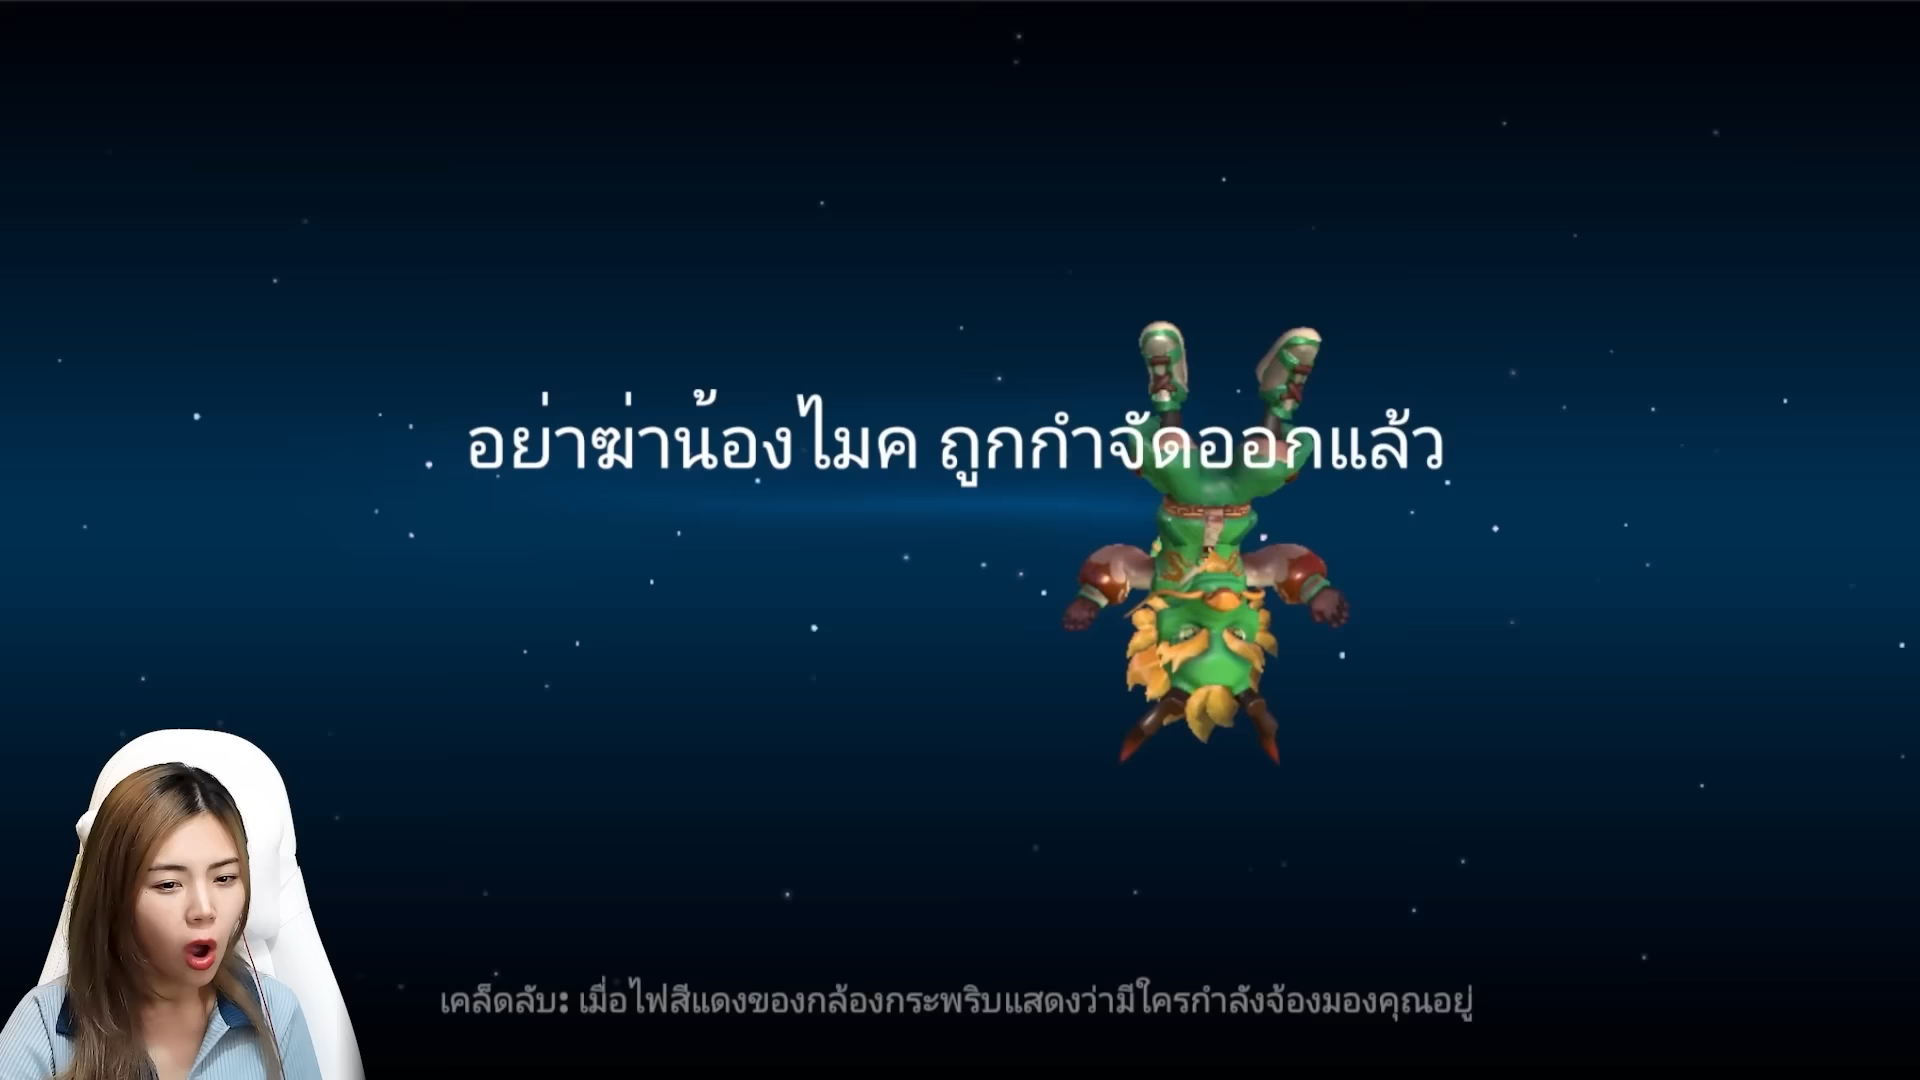 อย่าฆ่าน้องไมค ถูกกำจัดออกแล้ว
เคล็ดลับ: เมื่อไฟสีแดงของกล้องกระพริบแสดงว่ามีใครกำลังจ้องมองคุณอยู่